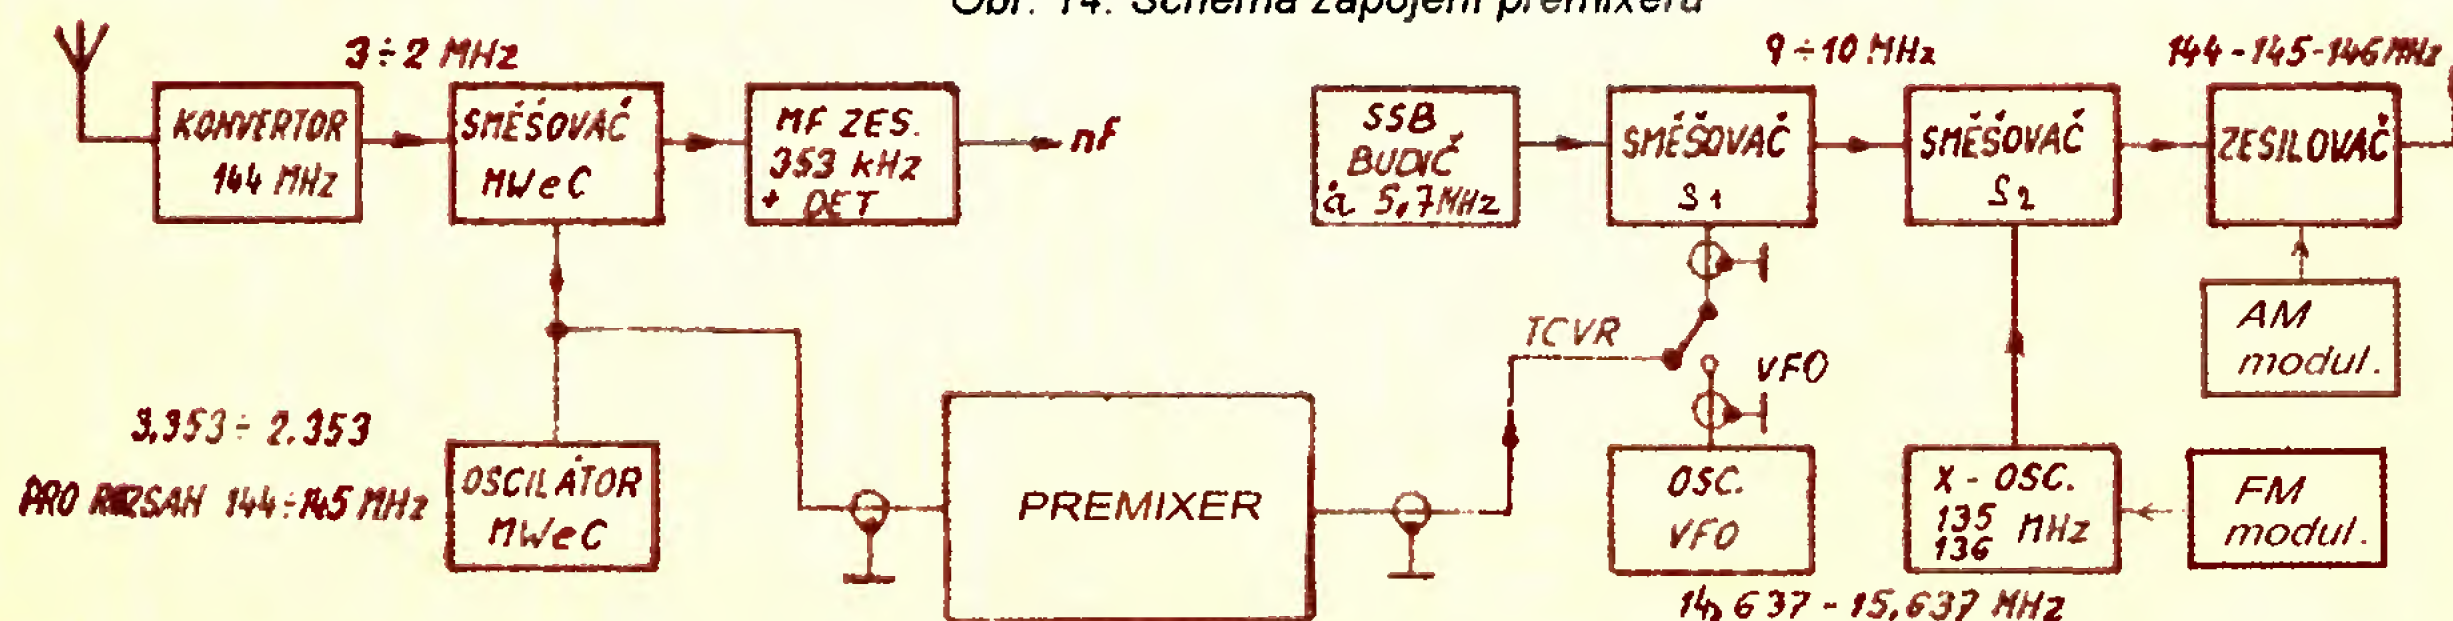 Obr. 14. Schéma zapojení premixeru
3÷2 MHz
9÷10 MHz
144-145-146 MHz
KONVERTOR
144 MHz
SMĚŠOVAČ
MWeC
MF ZES.
353 kHz
+ DET
nf
SSB
BUDIČ
à 5,7 MHz
SMĚŠOVAČ
S1
SMĚŠOVAČ
S2
ZESILOVAČ
AM
modul.
TCVR
VFO
3,353÷2.353
PRO ROZSAH 144÷145 MHz
OSCILÁTOR
MWeC
PREMIXER
OSC.
VFO
X-OSC.
135
136 MHz
FM
modul.
14,637-15,637 MHz